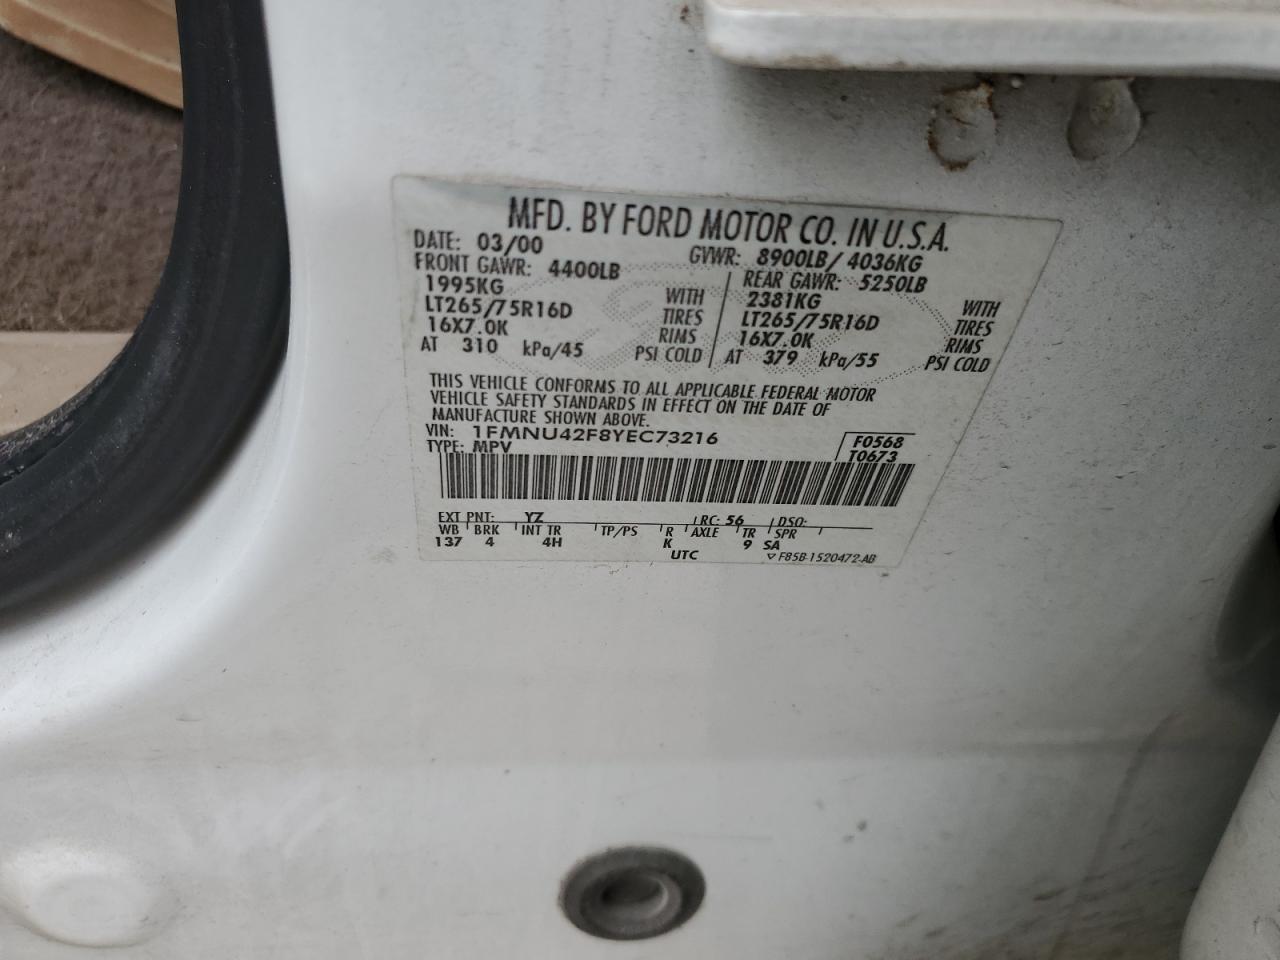 MFD. BY FORD MOTOR CO. IN U.S.A.
DATE: 03/00 GVWR: 8900LB/ 4036KG
FRONT GAWR: 4400LB REAR GAWR: 5250LB
1995KG WITH 2381KG WITH
LT265/75R16D TIRES LT265/75R16D TIRES
16X7.0K RIMS 16X7.0K RIMS
AT 310 kPa/45 PSI COLD AT 379 kPa/55 PSI COLD
THIS VEHICLE CONFORMS TO ALL APPLICABLE FEDERAL MOTOR
VEHICLE SAFETY STANDARDS IN EFFECT ON THE DATE OF
MANUFACTURE SHOWN ABOVE.
VIN: 1FMNU42F8YEC73216 F0568
TYPE: MPV T0673
EXT PNT: YZ RC: 56 DSO:
WB BRK INT TR TP/PS R AXLE TR SPR
137 4 4H K 9 SA
UTC F85B-1520472-AB